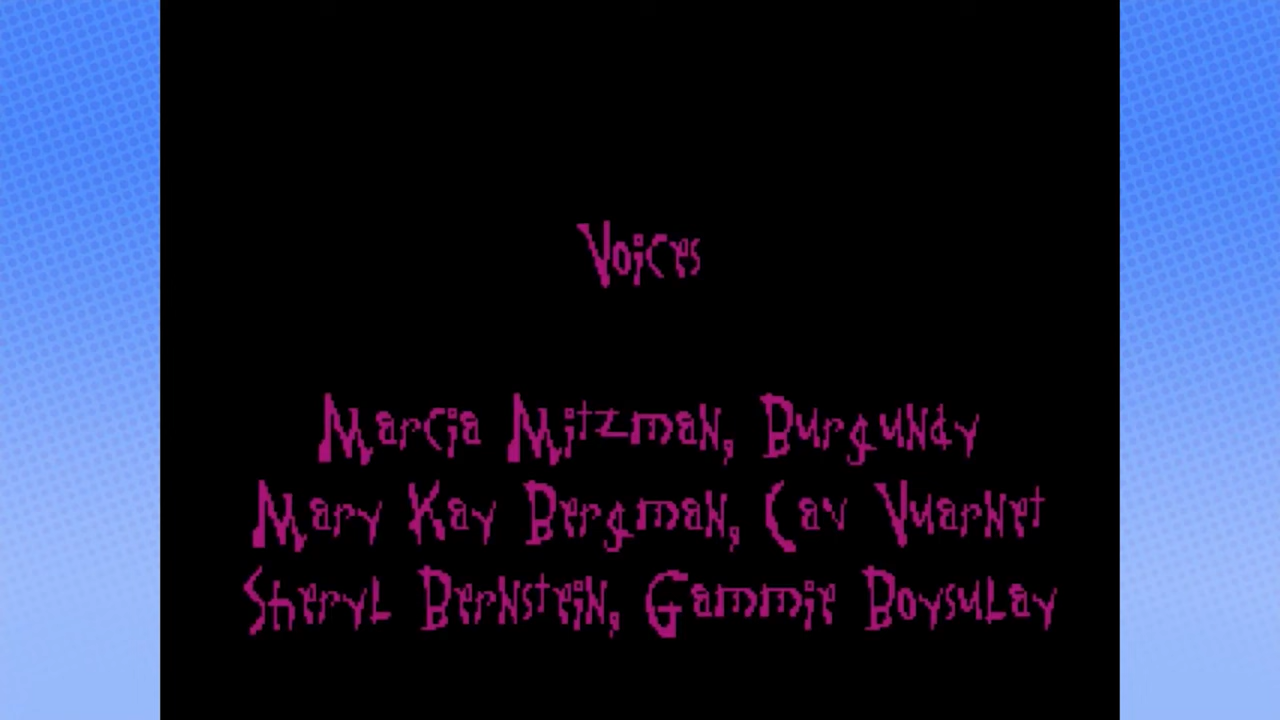 Voices
Marcia Mitzman, Burgundy
Mary Kay Bergman, Cav Vuarnet
Sheryl Bernstein, Gammie Boysulay